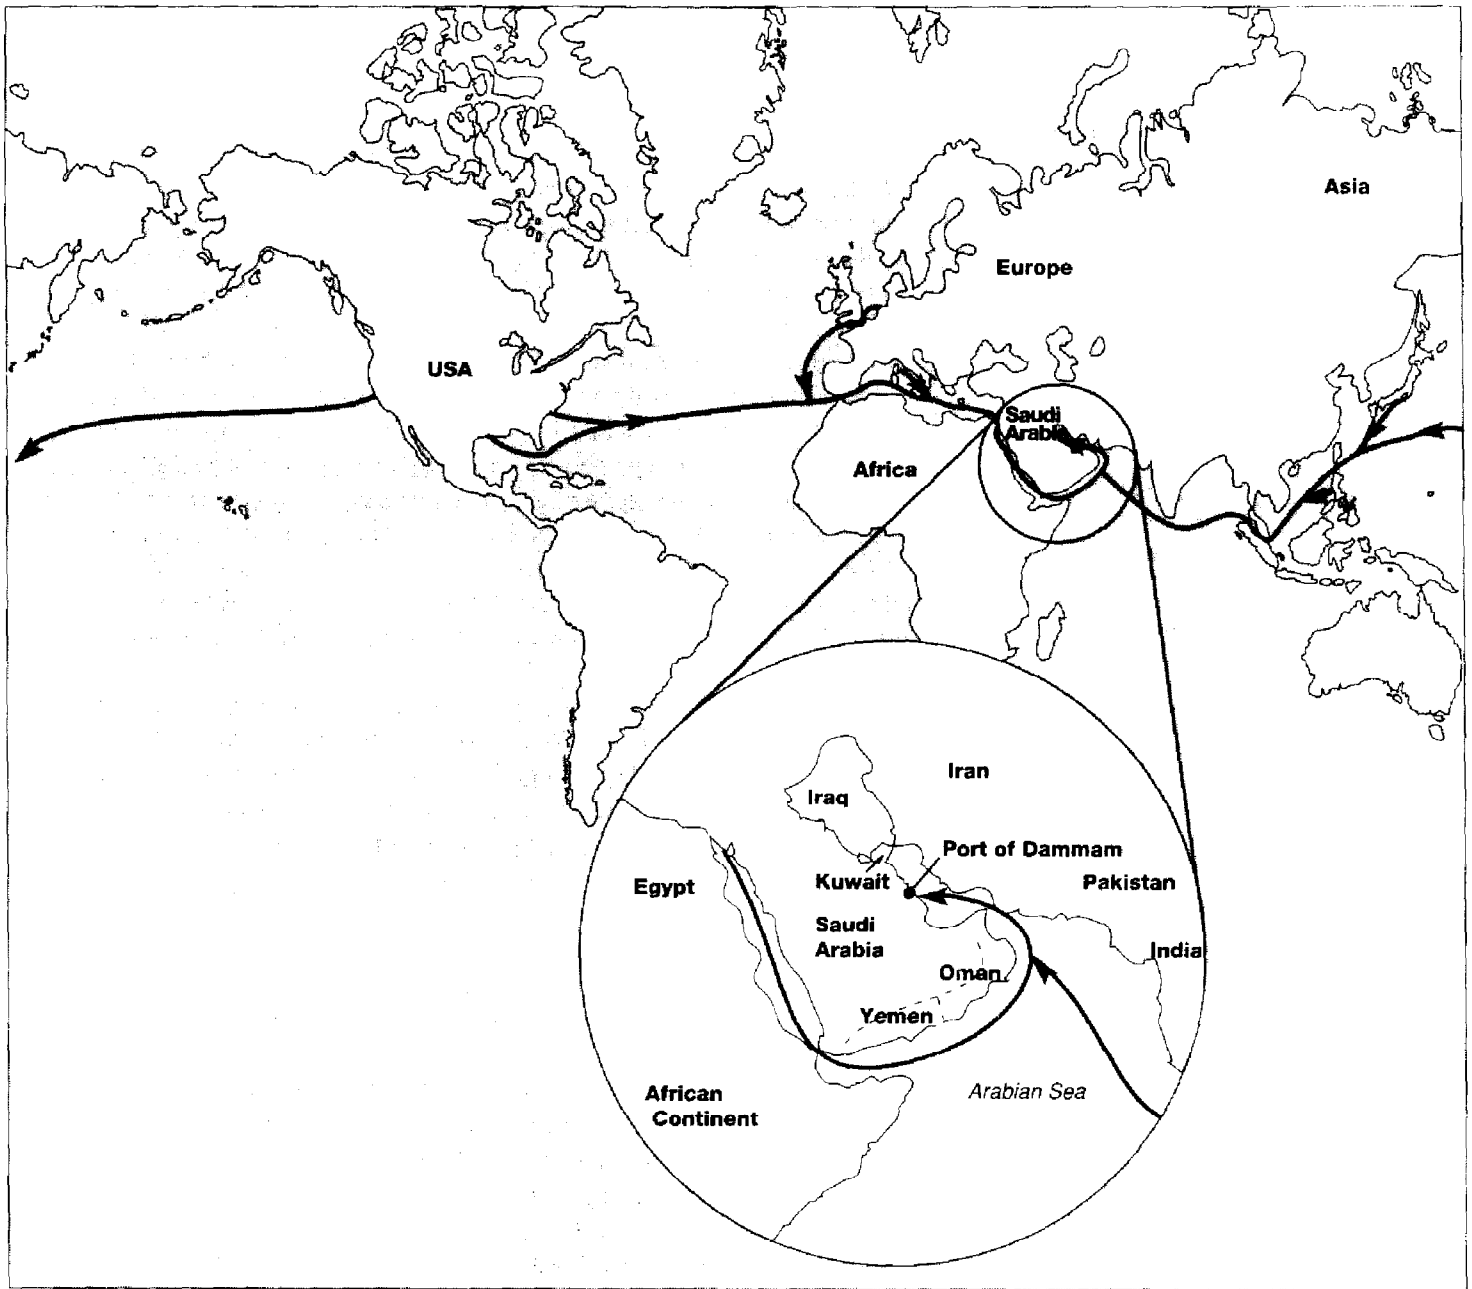 Asia
Europe
USA
Saudi
Arabia
Africa
Iran
Iraq
Port of Dammam
Kuwait
Egypt
Pakistan
Saudi
Arabia
India
Oman
Yemen
African
Continent
Arabian Sea